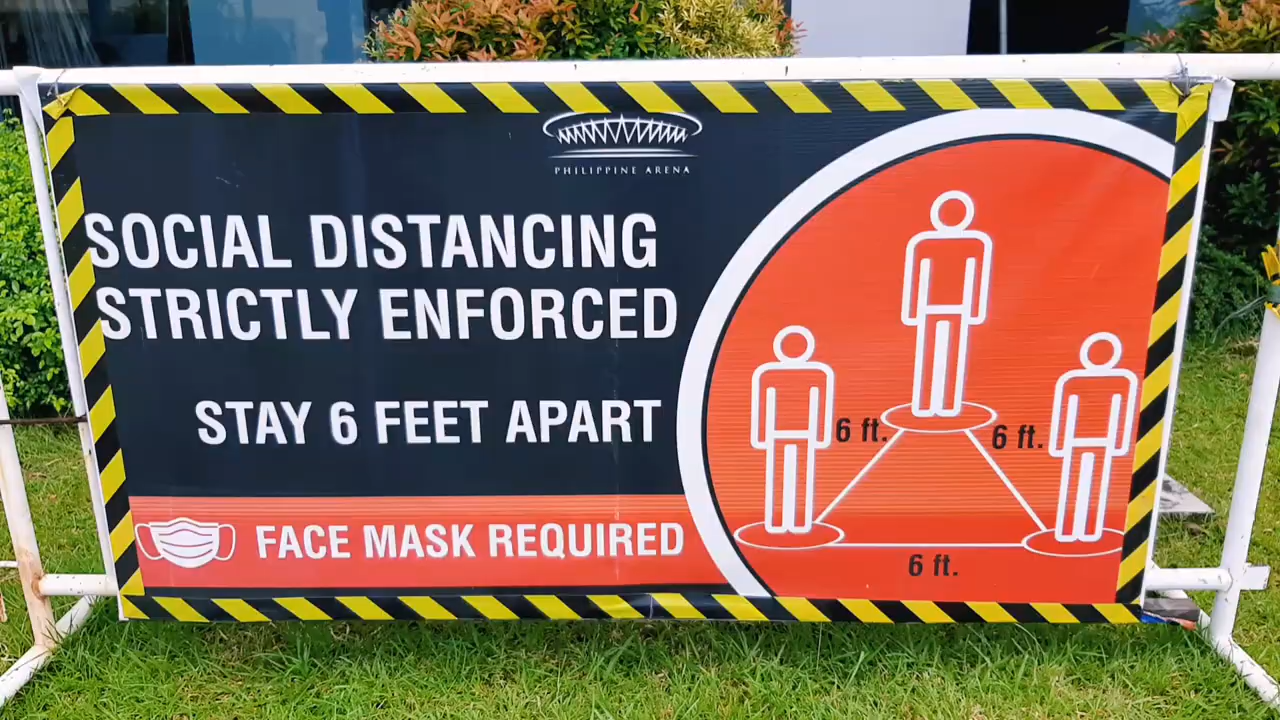 PHILIPPINE ARENA
SOCIAL DISTANCING
STRICTLY ENFORCED
STAY 6 FEET APART
FACE MASK REQUIRED
6 ft.
6 ft.
6 ft.